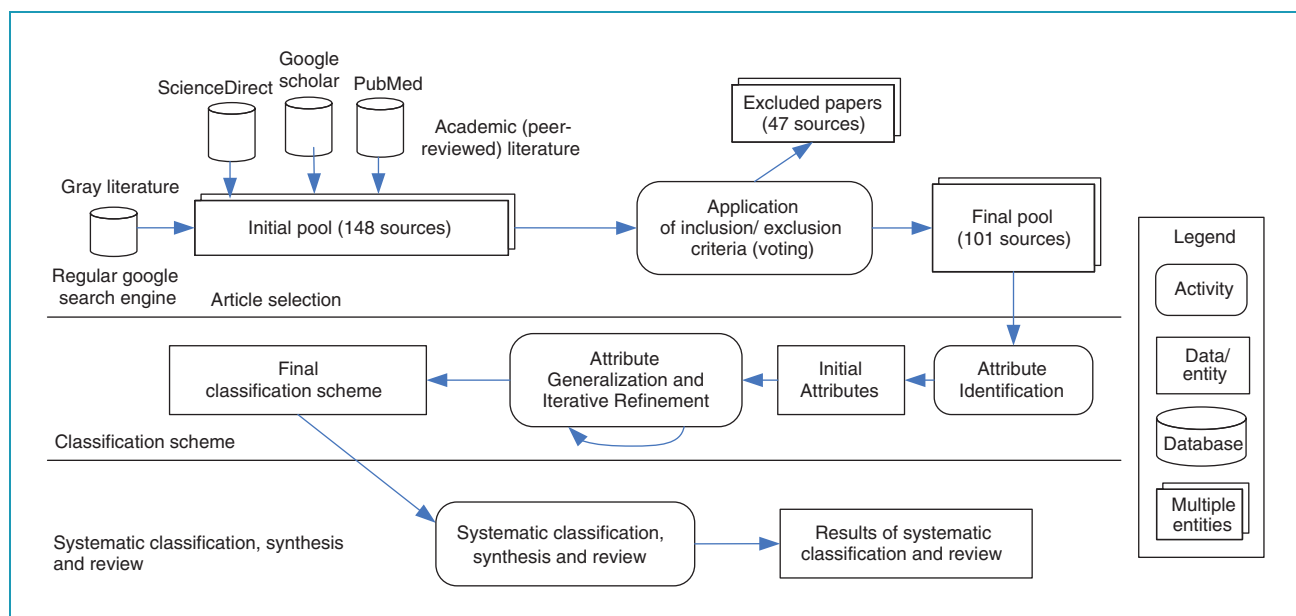 ScienceDirect
Google
scholar
PubMed
Academic (peer-
reviewed) literature
Gray literature
Regular google
search engine
Initial pool (148 sources)
Application
of inclusion/ exclusion
criteria (voting)
Excluded papers
(47 sources)
Final pool
(101 sources)
Article selection
Final
classification scheme
Attribute
Generalization and
Iterative Refinement
Initial
Attributes
Attribute
Identification
Classification scheme
Systematic classification, synthesis
and review
Systematic classification,
synthesis and review
Results of systematic
classification and review
Legend
Activity
Data/
entity
Database
Multiple
entities